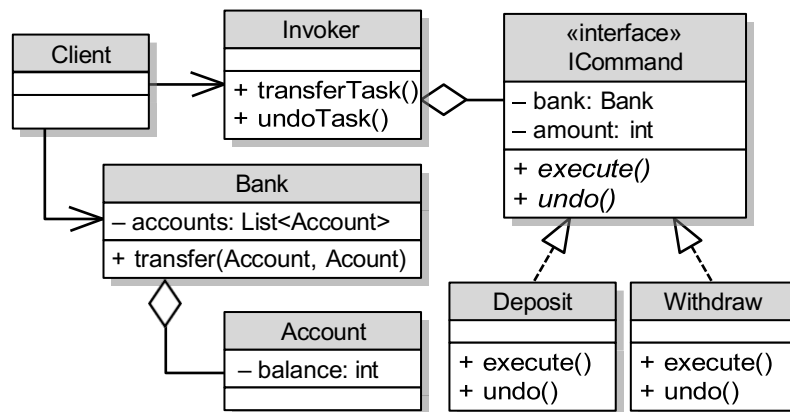 Client
Invoker
+ transferTask()
+ undoTask()
«interface»
ICommand
– bank: Bank
– amount: int
+ execute()
+ undo()
Bank
– accounts: List<Account>
+ transfer(Account, Acount)
Account
– balance: int
Deposit
+ execute()
+ undo()
Withdraw
+ execute()
+ undo()